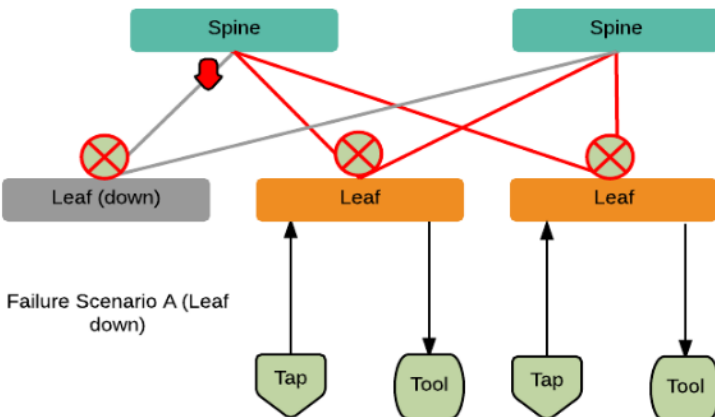 Spine
Spine
Leaf (down)
Leaf
Leaf
Failure Scenario A (Leaf
down)
Tap
Tool
Tap
Tool